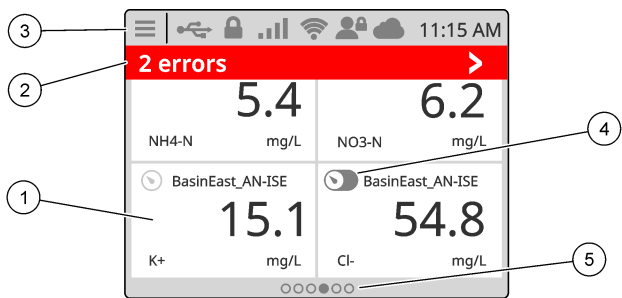 11:15 AM
2 errors
5.4
6.2
NH4-N mg/L
NO3-N mg/L
BasinEast_AN-ISE
BasinEast_AN-ISE
15.1
54.8
K+ mg/L
Cl- mg/L
3
2
4
1
5